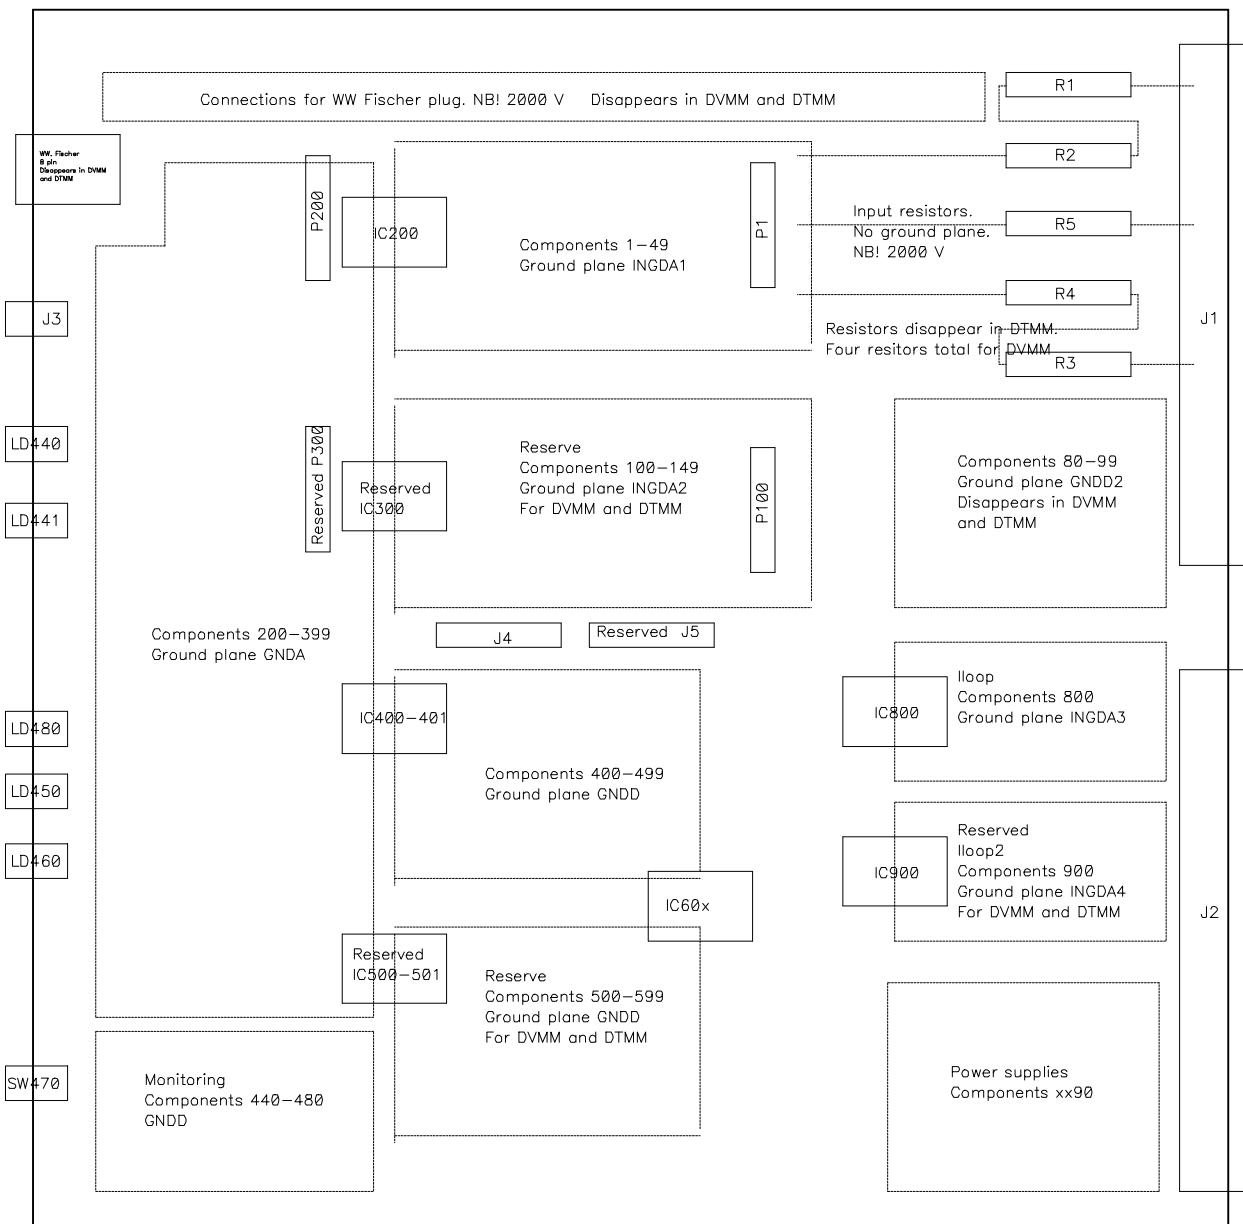 Connections for WW Fischer plug. NB! 2000 V Disappears in DVMM and DTMM
R1
WW. Fischer
8 pin
Disappears in DVMM
and DTMM
R2
P200
IC200
Components 1-49
Ground plane INGDA1
P1
Input resistors.
No ground plane.
NB! 2000 V
R5
R4
J3
J1
Resistors disappear in DTMM.
Four resitors total for DVMM
R3
LD440
LD441
Reserved P300
Reserved
IC300
Reserve
Components 100-149
Ground plane INGDA2
For DVMM and DTMM
P100
Components 80-99
Ground plane GNDD2
Disappears in DVMM
and DTMM
Components 200-399
Ground plane GNDA
J4
Reserved J5
LD480
LD450
LD460
IC400-401
Components 400-499
Ground plane GNDD
IC800
Iloop
Components 800
Ground plane INGDA3
IC900
Reserved
Iloop2
Components 900
Ground plane INGDA4
For DVMM and DTMM
IC60x
J2
Reserved
IC500-501
Reserve
Components 500-599
Ground plane GNDD
For DVMM and DTMM
SW470
Monitoring
Components 440-480
GNDD
Power supplies
Components xx90